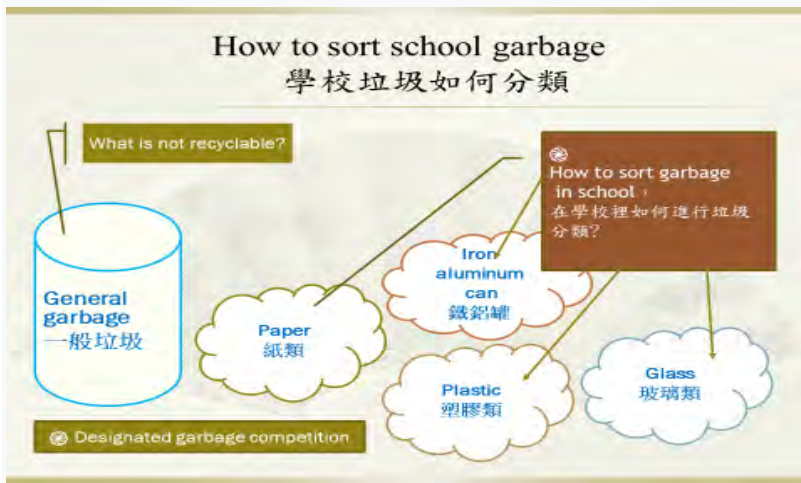 How to sort school garbage
學校垃圾如何分類
What is not recyclable?
How to sort garbage
in school，
在學校裡如何進行垃圾
分類?
General
garbage
一般垃圾
Paper
紙類
Iron
aluminum
can
鐵鋁罐
Plastic
塑膠類
Glass
玻璃類
Designated garbage competition